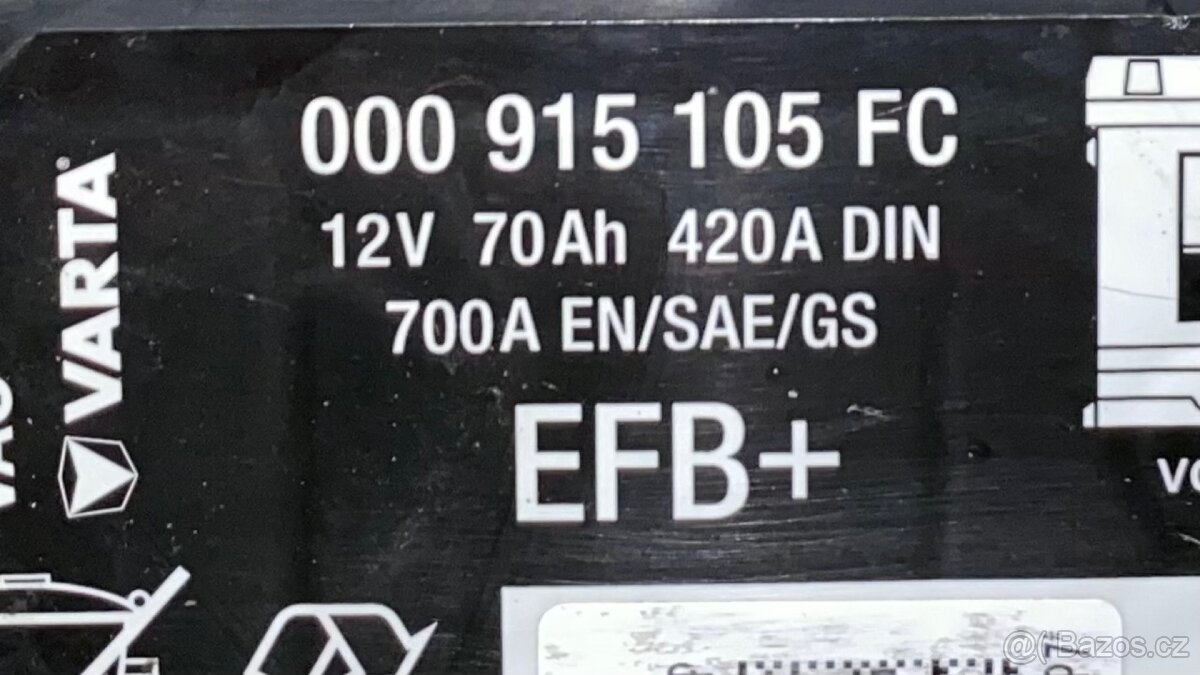 000 915 105 FC
12V 70Ah 420A DIN
700A EN/SAE/GS
EFB+
VARTA®
@(Bazos.cz